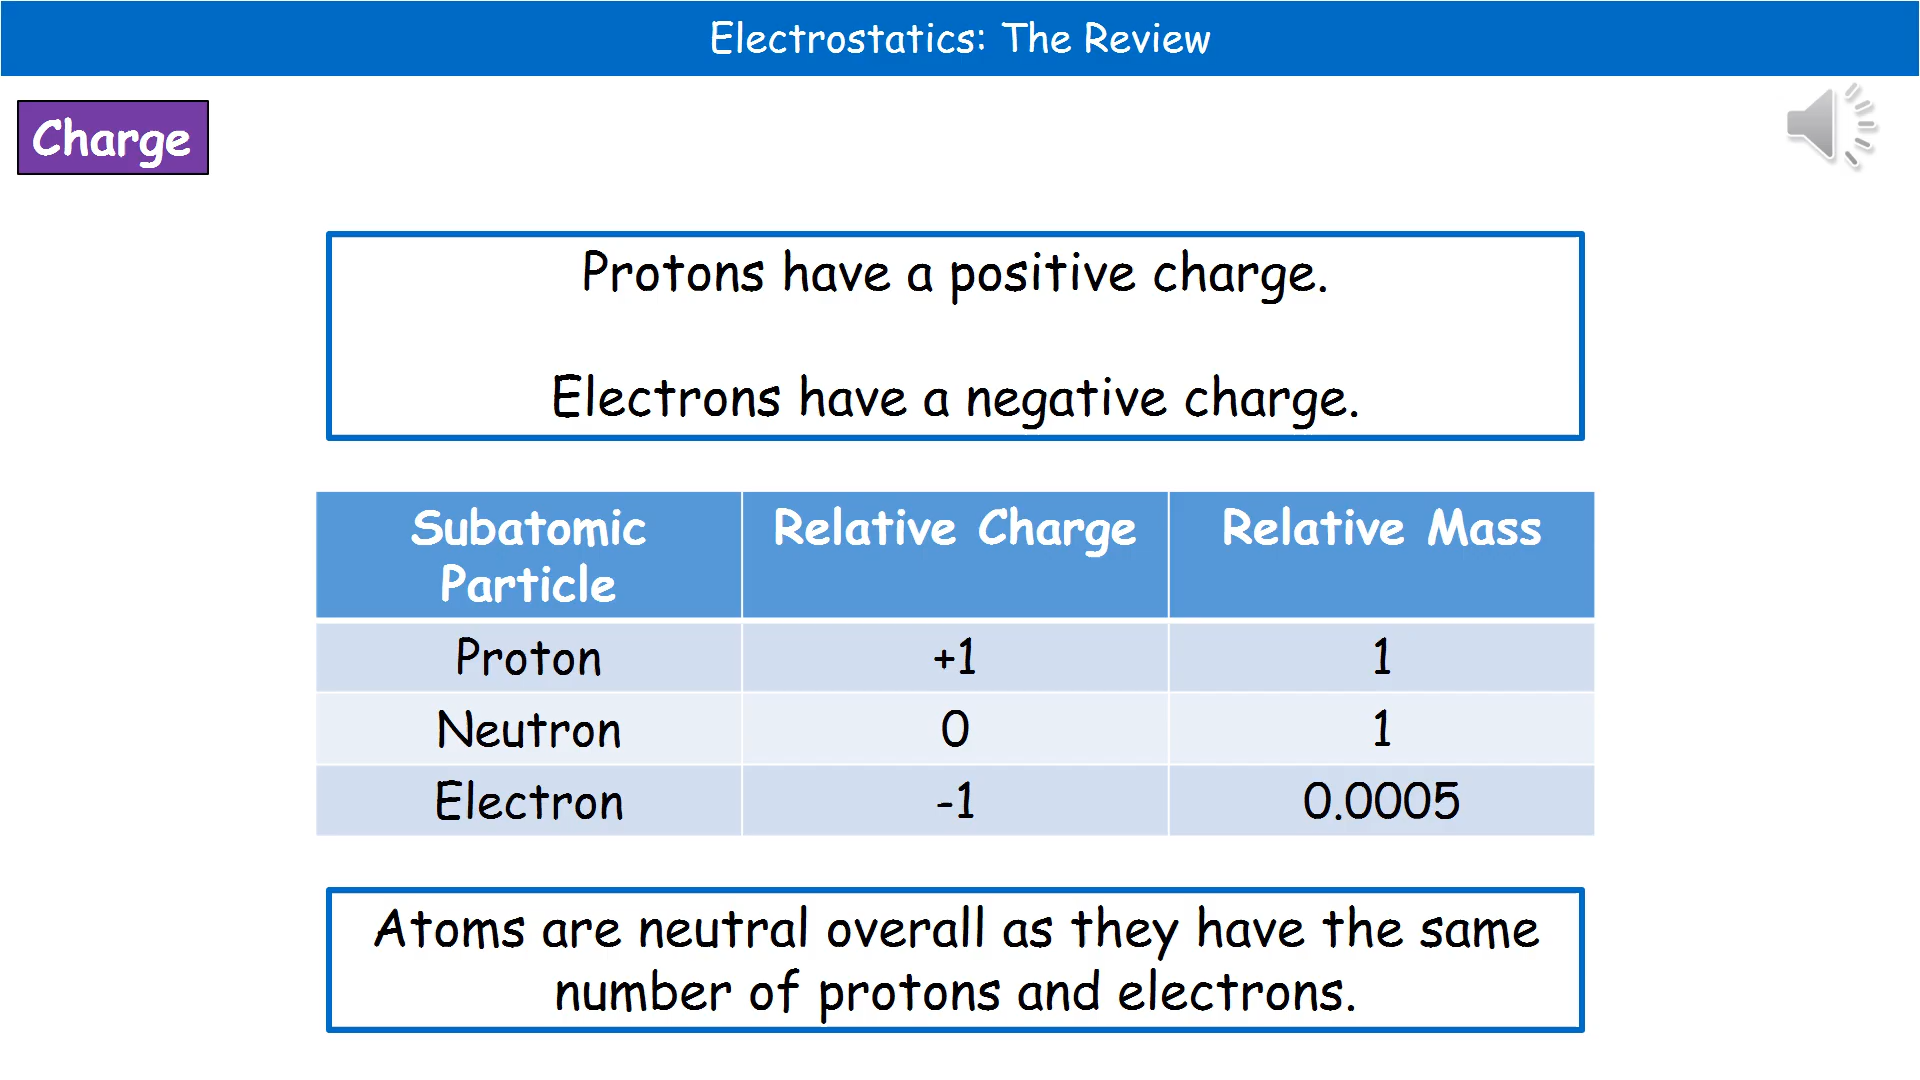 Electrostatics: The Review
Charge
Protons have a positive charge.
Electrons have a negative charge.
Subatomic Particle Relative Charge Relative Mass
Proton +1 1
Neutron 0 1
Electron -1 0.0005
Atoms are neutral overall as they have the same
number of protons and electrons.